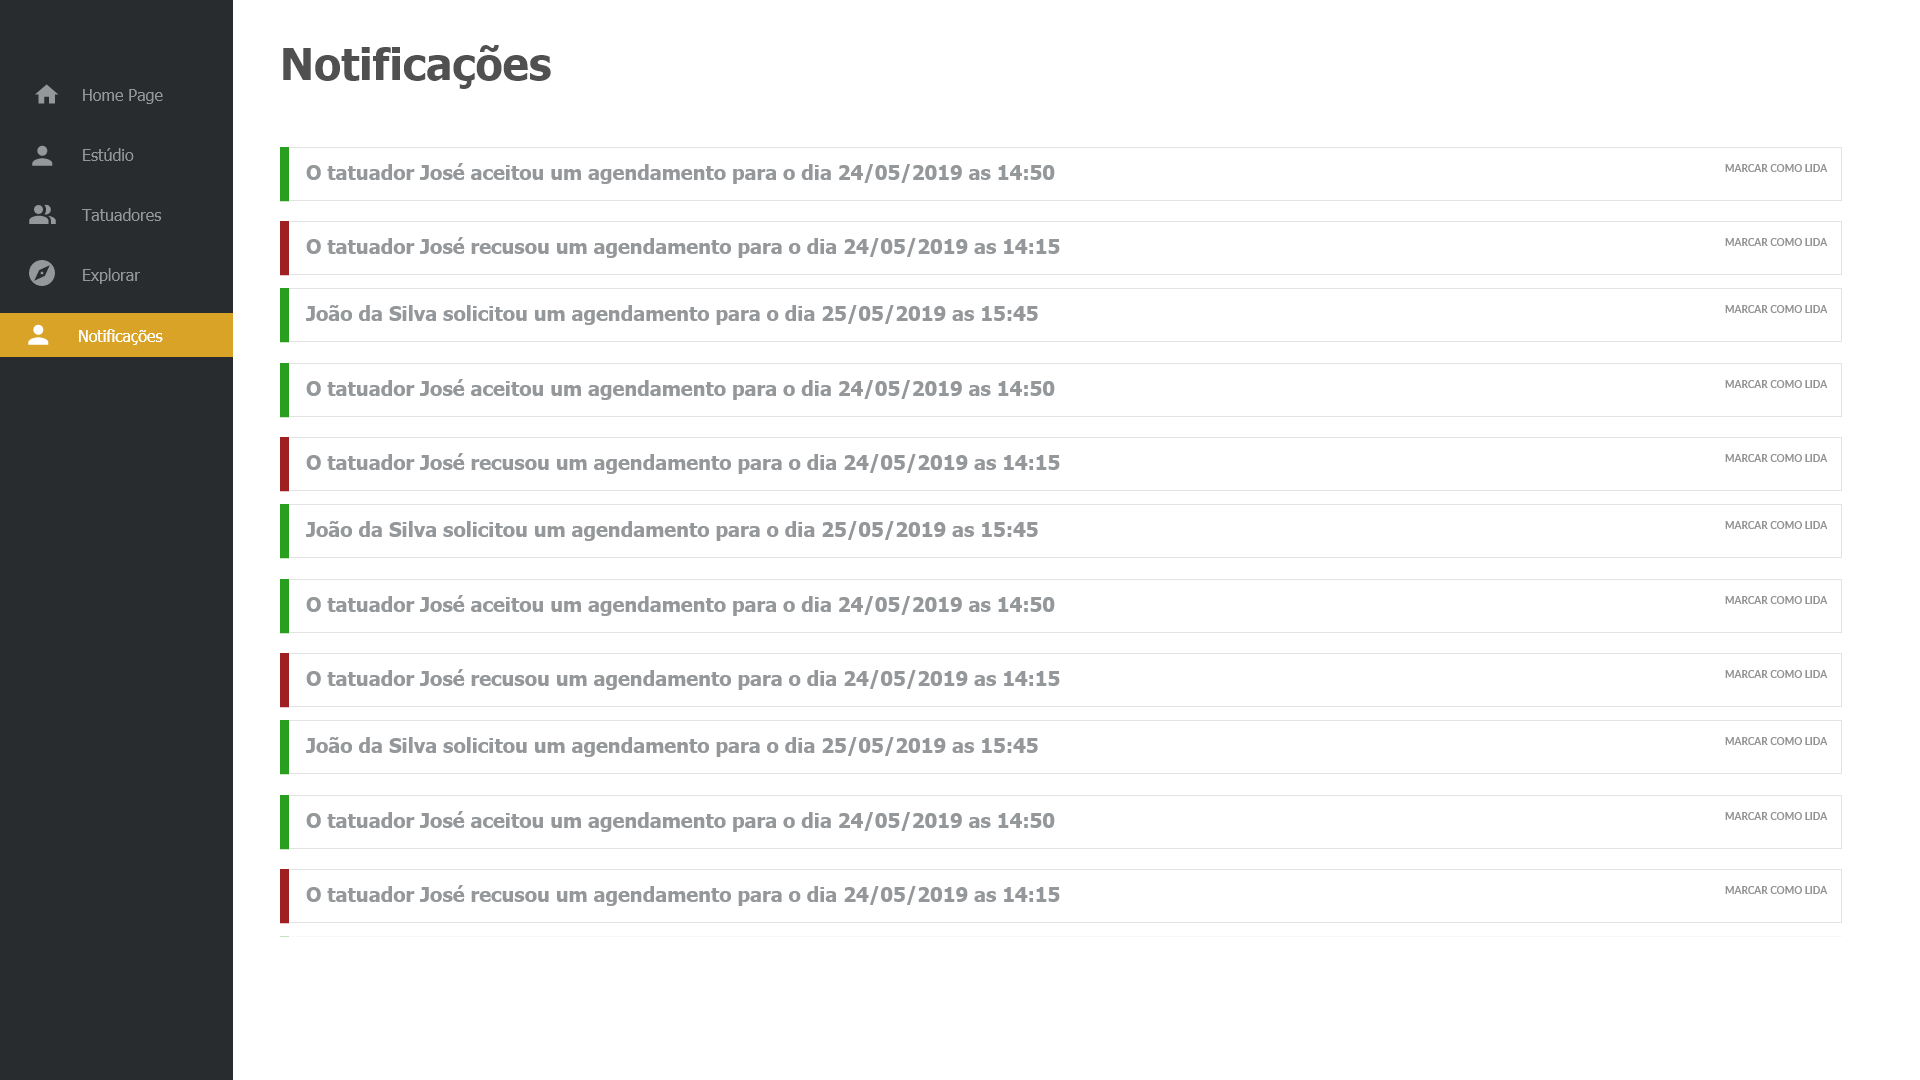 Notificações
Home Page
Estúdio
Tatuadores
Explorar
Notificações
O tatuador José aceitou um agendamento para o dia 24/05/2019 as 14:50
MARCAR COMO LIDA
O tatuador José recusou um agendamento para o dia 24/05/2019 as 14:15
MARCAR COMO LIDA
João da Silva solicitou um agendamento para o dia 25/05/2019 as 15:45
MARCAR COMO LIDA
O tatuador José aceitou um agendamento para o dia 24/05/2019 as 14:50
MARCAR COMO LIDA
O tatuador José recusou um agendamento para o dia 24/05/2019 as 14:15
MARCAR COMO LIDA
João da Silva solicitou um agendamento para o dia 25/05/2019 as 15:45
MARCAR COMO LIDA
O tatuador José aceitou um agendamento para o dia 24/05/2019 as 14:50
MARCAR COMO LIDA
O tatuador José recusou um agendamento para o dia 24/05/2019 as 14:15
MARCAR COMO LIDA
João da Silva solicitou um agendamento para o dia 25/05/2019 as 15:45
MARCAR COMO LIDA
O tatuador José aceitou um agendamento para o dia 24/05/2019 as 14:50
MARCAR COMO LIDA
O tatuador José recusou um agendamento para o dia 24/05/2019 as 14:15
MARCAR COMO LIDA